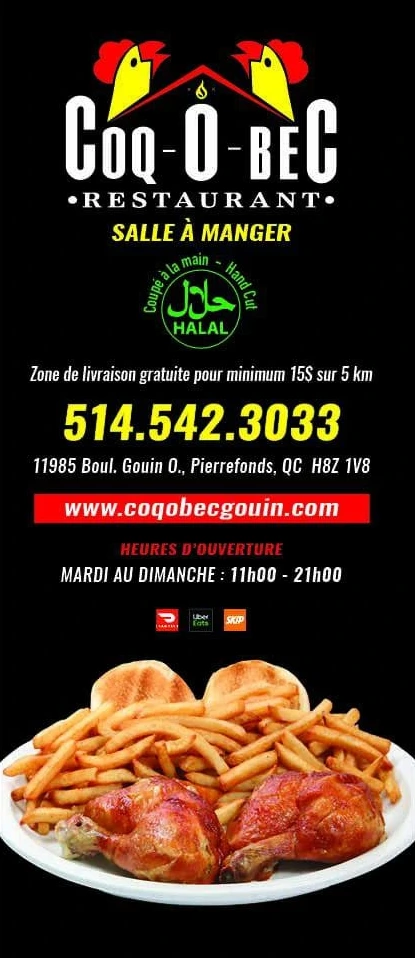 COQ-O-BEC
•RESTAURANT•
SALLE À MANGER
Coupé à la main - Hand Cut
حلال
HALAL
Zone de livraison gratuite pour minimum 15$ sur 5 km
514.542.3033
11985 Boul. Gouin O., Pierrefonds, QC H8Z 1V8
www.coqobecgouin.com
HEURES D'OUVERTURE
MARDI AU DIMANCHE : 11h00 - 21h00
Uber
Eats
SKIP